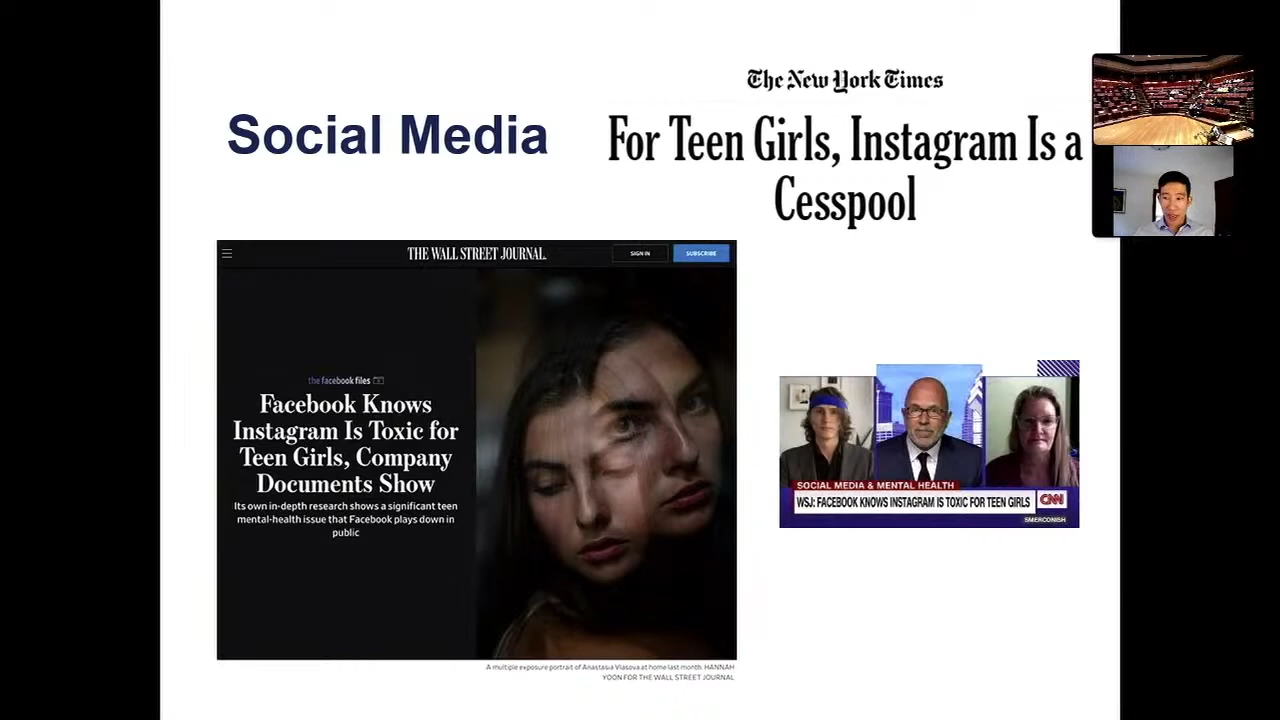 Social Media
The New York Times
For Teen Girls, Instagram Is a
Cesspool
THE WALL STREET JOURNAL.
SIGN IN
SUBSCRIBE
the facebook files
Facebook Knows
Instagram Is Toxic for
Teen Girls, Company
Documents Show
Its own in-depth research shows a significant teen
mental-health issue that Facebook plays down in
public
A multiple exposure portrait of Anastasia Vlasova at home last month. HANNAH
YOON FOR THE WALL STREET JOURNAL
SOCIAL MEDIA & MENTAL HEALTH
WSJ: FACEBOOK KNOWS INSTAGRAM IS TOXIC FOR TEEN GIRLS
CNN
SMERCONISH